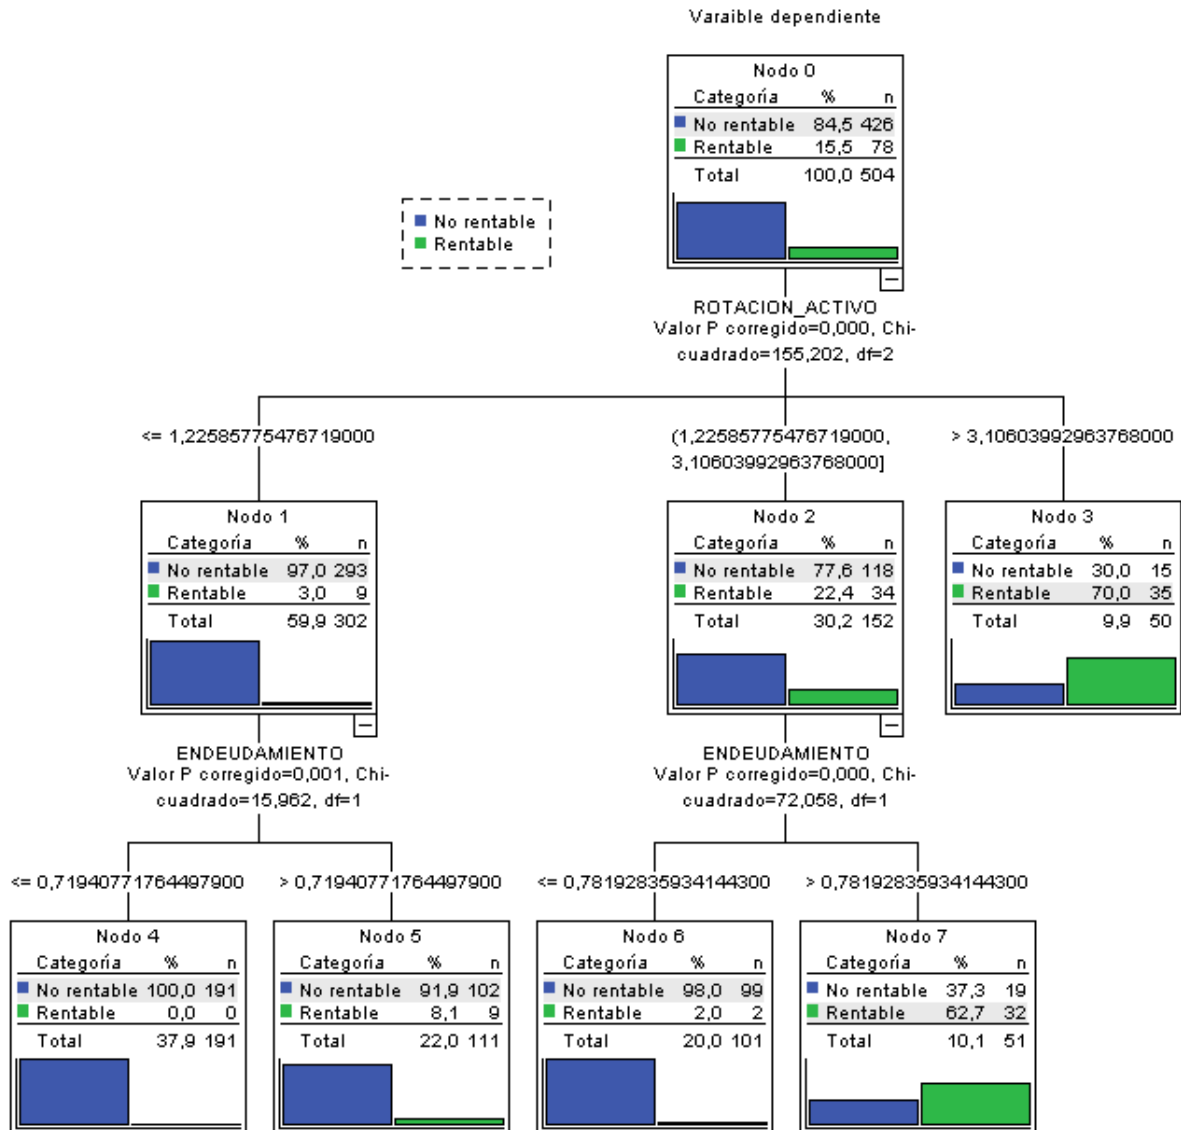 Varaible dependiente
Nodo 0
Categoría % n
No rentable 84,5 426
Rentable 15,5 78
Total 100,0 504
No rentable
Rentable
ROTACION_ACTIVO
Valor P corregido=0,000, Chi-
cuadrado=155,202, df=2
<= 1,22585775476719000
(1,22585775476719000,
3,10603992963768000]
> 3,10603992963768000
Nodo 1
Categoría % n
No rentable 97,0 293
Rentable 3,0 9
Total 59,9 302
Nodo 2
Categoría % n
No rentable 77,6 118
Rentable 22,4 34
Total 30,2 152
Nodo 3
Categoría % n
No rentable 30,0 15
Rentable 70,0 35
Total 9,9 50
ENDEUDAMIENTO
Valor P corregido=0,001, Chi-
cuadrado=15,962, df=1
ENDEUDAMIENTO
Valor P corregido=0,000, Chi-
cuadrado=72,058, df=1
<= 0,71940771764497900
> 0,71940771764497900
<= 0,78192835934144300
> 0,78192835934144300
Nodo 4
Categoría % n
No rentable 100,0 191
Rentable 0,0 0
Total 37,9 191
Nodo 5
Categoría % n
No rentable 91,9 102
Rentable 8,1 9
Total 22,0 111
Nodo 6
Categoría % n
No rentable 98,0 99
Rentable 2,0 2
Total 20,0 101
Nodo 7
Categoría % n
No rentable 37,3 19
Rentable 62,7 32
Total 10,1 51